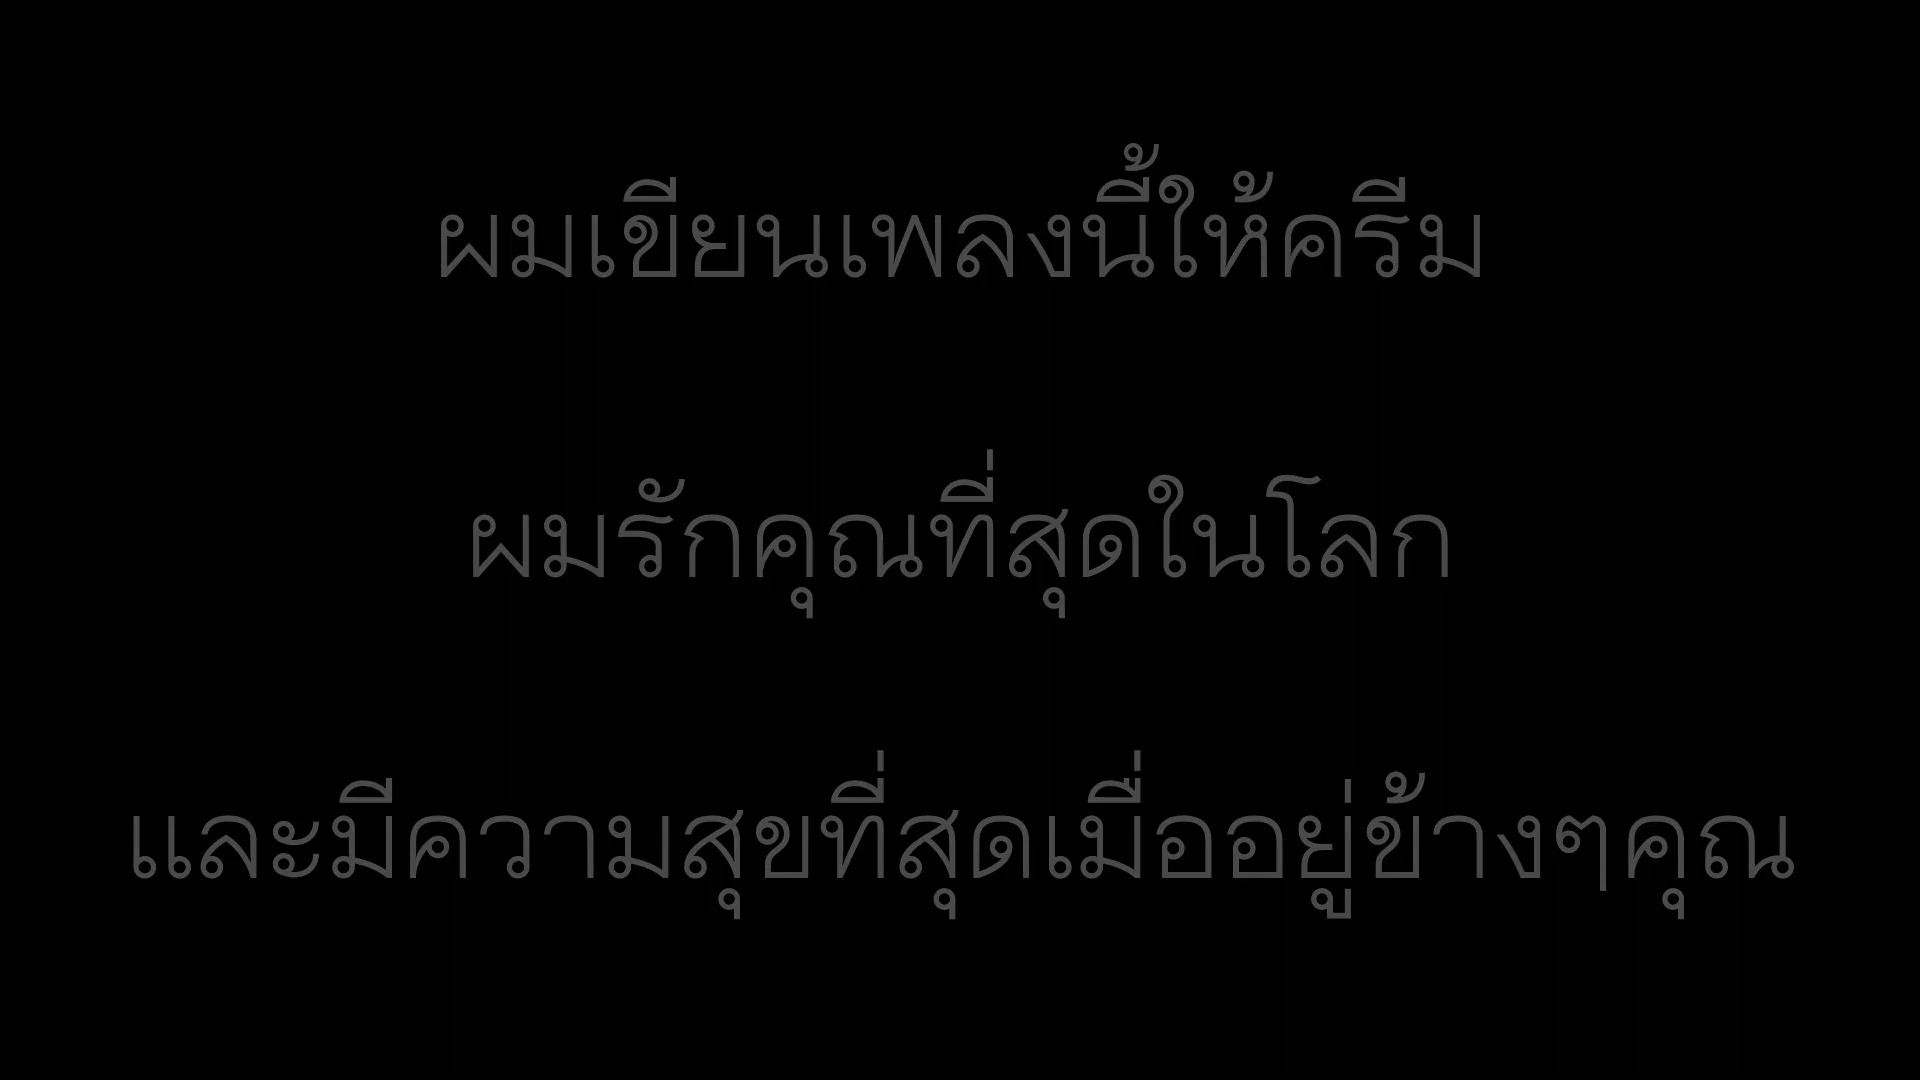 ผมเขียนเพลงนี้ให้ครีม
ผมรักคุณที่สุดในโลก
และมีความสุขที่สุดเมื่ออยู่ข้างๆคุณ